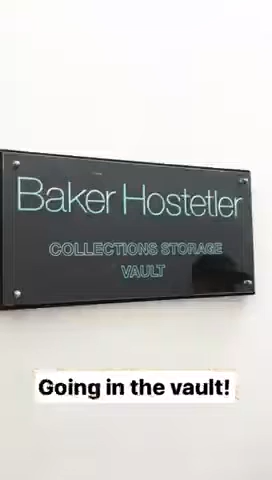 Baker Hostetler
COLLECTIONS STORAGE
VAULT
Going in the vault!